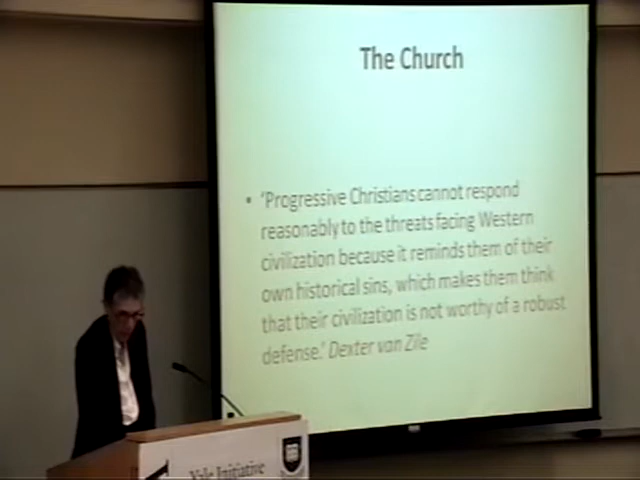 The Church
• 'Progressive Christians cannot respond
reasonably to the threats facing Western
civilization because it reminds them of their
own historical sins, which makes them think
that their civilization is not worthy of a robust
defense.' Dexter van Zile
Yale Initiative